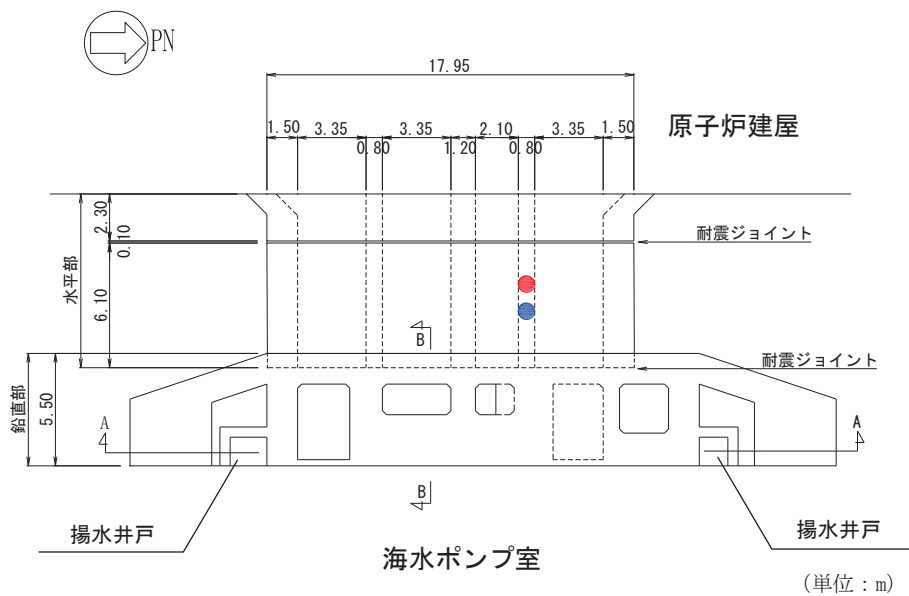 PN
17.95
1.50
3.35
0.80
3.35
1.20
2.10
0.80
3.35
1.50
原子炉建屋
2.30
0.10
耐震ジョイント
水平部
6.10
B
耐震ジョイント
鉛直部
5.50
A
A
B
揚水井戸
揚水井戸
海水ポンプ室
(単位：m)